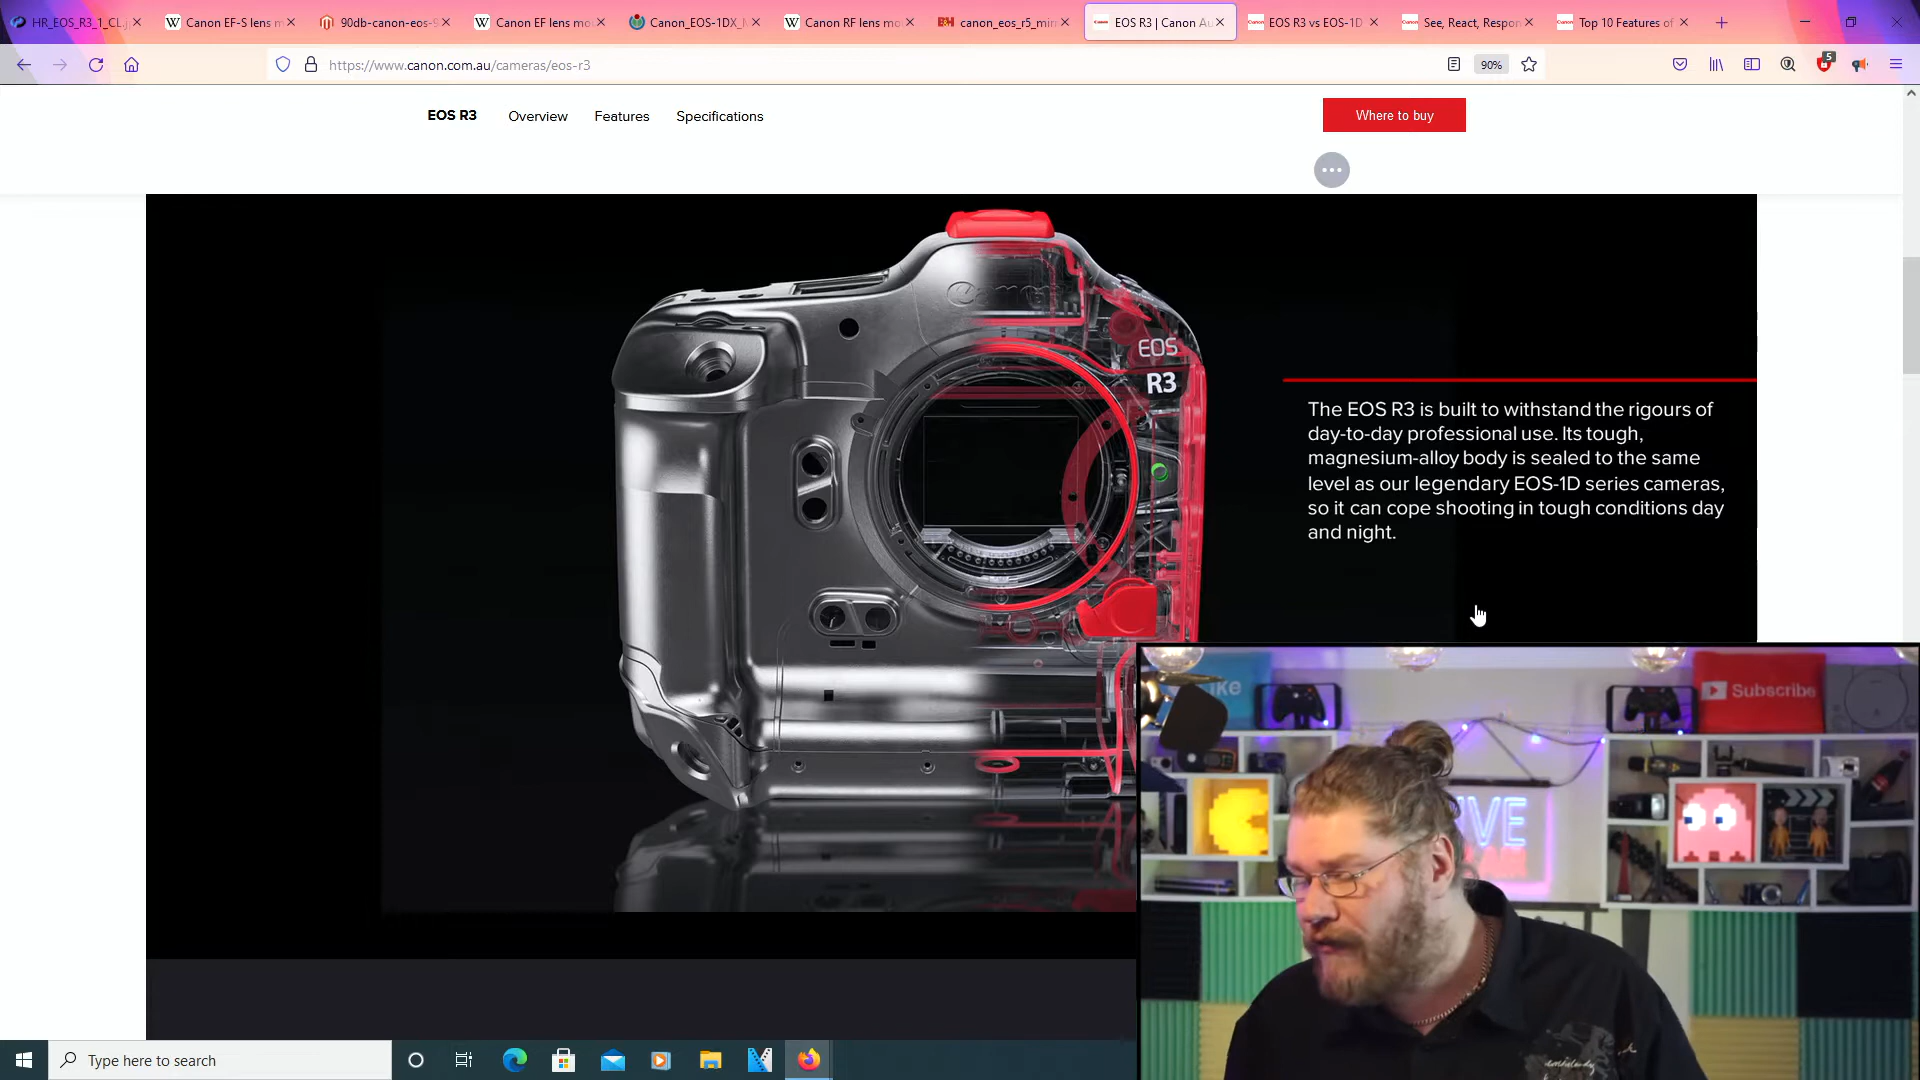 HR_EOS_R3_1_CL.j
Canon EF-S lens m
90db-canon-eos-9
Canon EF lens mo
Canon_EOS-1DX_M
Canon RF lens mo
canon_eos_r5_mir
EOS R3 | Canon Au
EOS R3 vs EOS-1D
See, React, Respon
Top 10 Features of
https://www.canon.com.au/cameras/eos-r3
90%
5
EOS R3
Overview
Features
Specifications
Where to buy
Canon
EOS
R3
The EOS R3 is built to withstand the rigours of
day-to-day professional use. Its tough,
magnesium-alloy body is sealed to the same
level as our legendary EOS-1D series cameras,
so it can cope shooting in tough conditions day
and night.
Subscribe
Type here to search